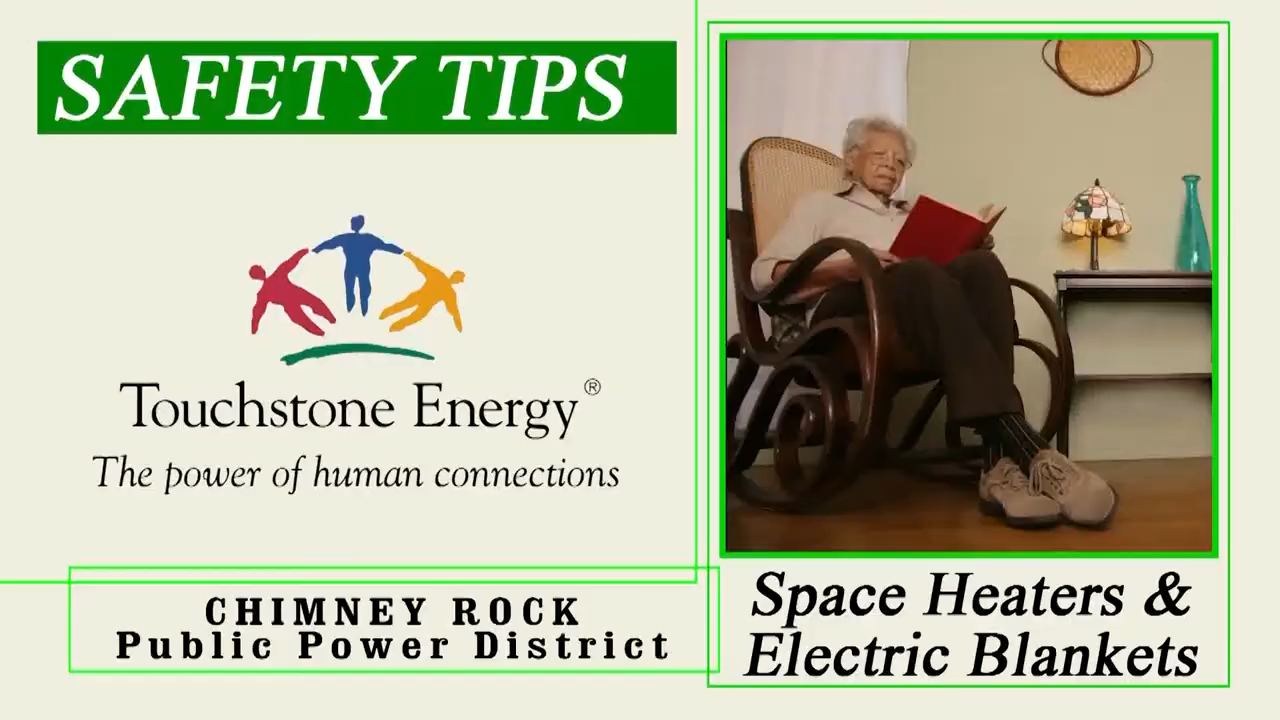 SAFETY TIPS
Touchstone Energy®
The power of human connections
CHIMNEY ROCK
Public Power District
Space Heaters &
Electric Blankets